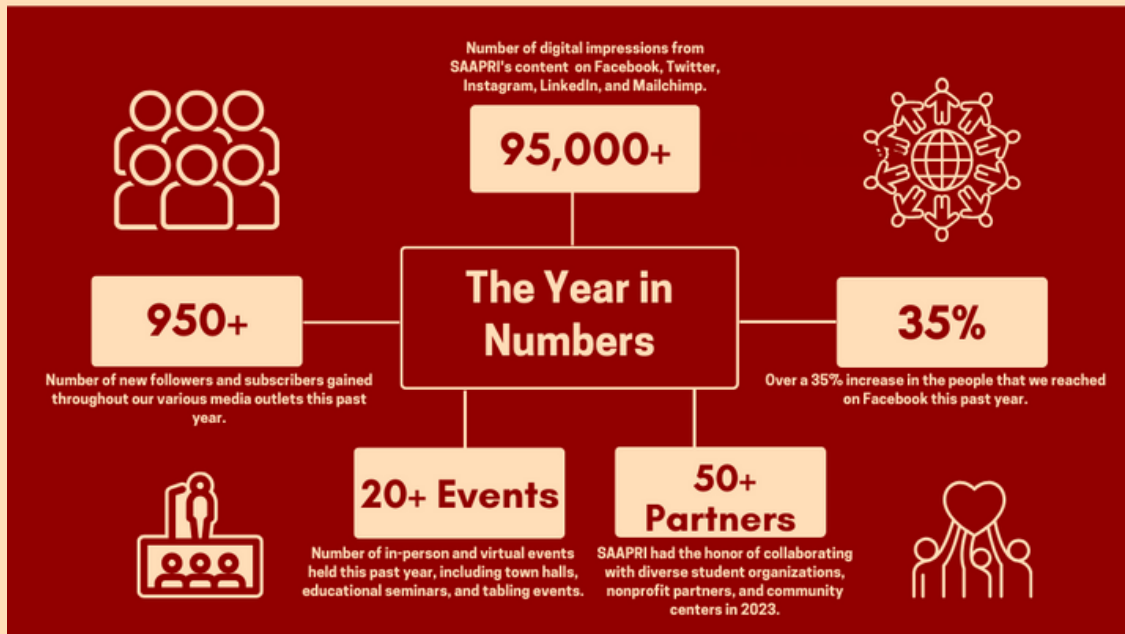 Number of digital impressions from
SAAPRI's content on Facebook, Twitter,
Instagram, LinkedIn, and Mailchimp.
95,000+
The Year in
Numbers
950+
Number of new followers and subscribers gained
throughout our various media outlets this past
year.
35%
Over a 35% increase in the people that we reached
on Facebook this past year.
20+ Events
Number of in-person and virtual events
held this past year, including town halls,
educational seminars, and tabling events.
50+
Partners
SAAPRI had the honor of collaborating
with diverse student organizations,
nonprofit partners, and community
centers in 2023.